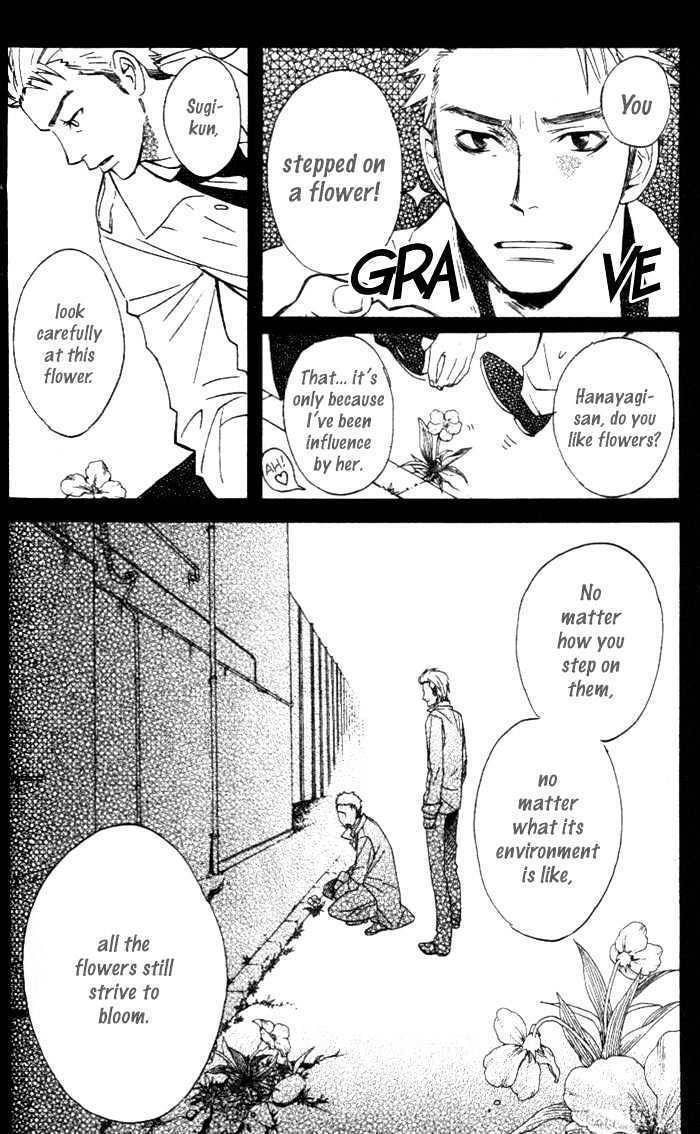 You
stepped on
a flower!
GRAVE
Hanayagi-
san, do you
like flowers?
That... it's
only because
I've been
influence
by her.
AH!
Sugi-
kun,
look
carefully
at this
flower.
No
matter
how you
step on
them,
no
matter
what its
environment
is like,
all the
flowers still
strive to
bloom.